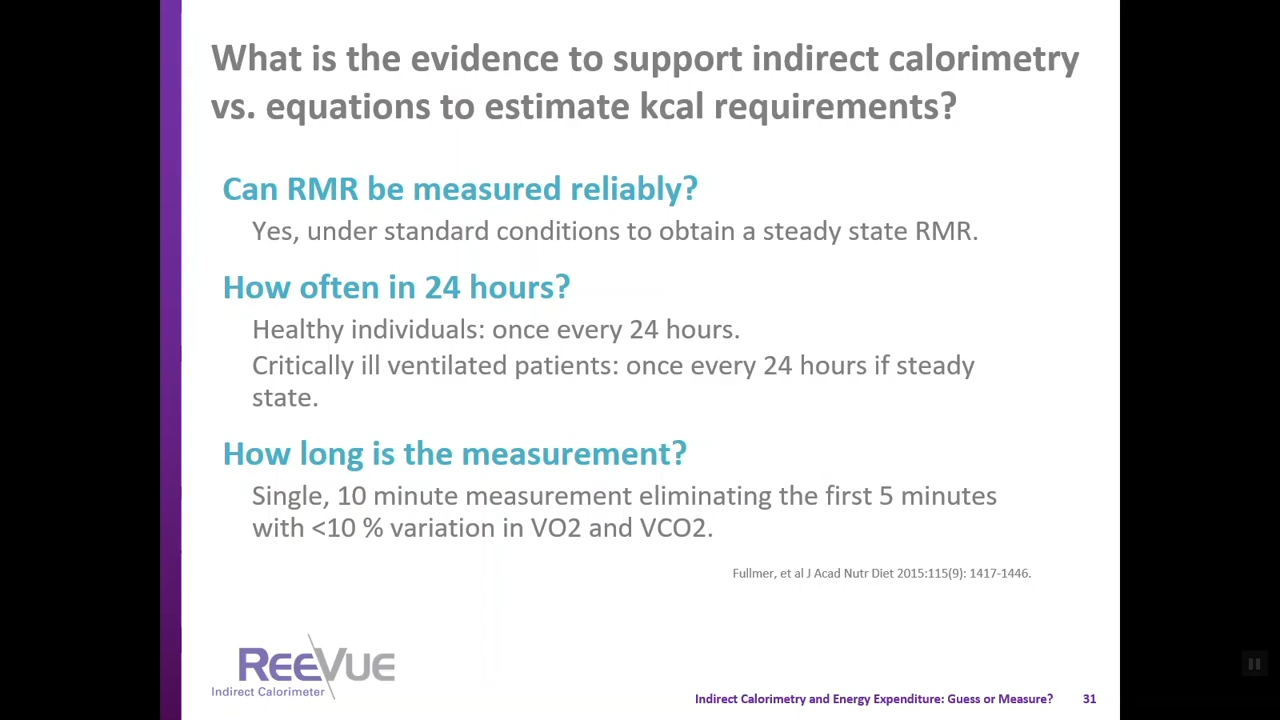 What is the evidence to support indirect calorimetry
vs. equations to estimate kcal requirements?
Can RMR be measured reliably?
Yes, under standard conditions to obtain a steady state RMR.
How often in 24 hours?
Healthy individuals: once every 24 hours.
Critically ill ventilated patients: once every 24 hours if steady
state.
How long is the measurement?
Single, 10 minute measurement eliminating the first 5 minutes
with <10 % variation in VO2 and VCO2.
Fullmer, et al J Acad Nutr Diet 2015:115(9): 1417-1446.
REEVUE
Indirect Calorimeter
Indirect Calorimetry and Energy Expenditure: Guess or Measure? 31